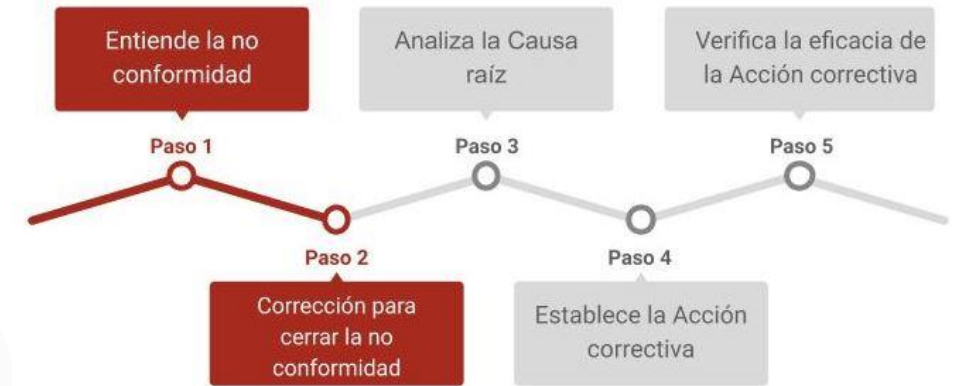 Entiende la no
conformidad
Paso 1
Corrección para
cerrar la no
conformidad
Paso 2
Analiza la Causa
raíz
Paso 3
Establece la Acción
correctiva
Paso 4
Verifica la eficacia de
la Acción correctiva
Paso 5